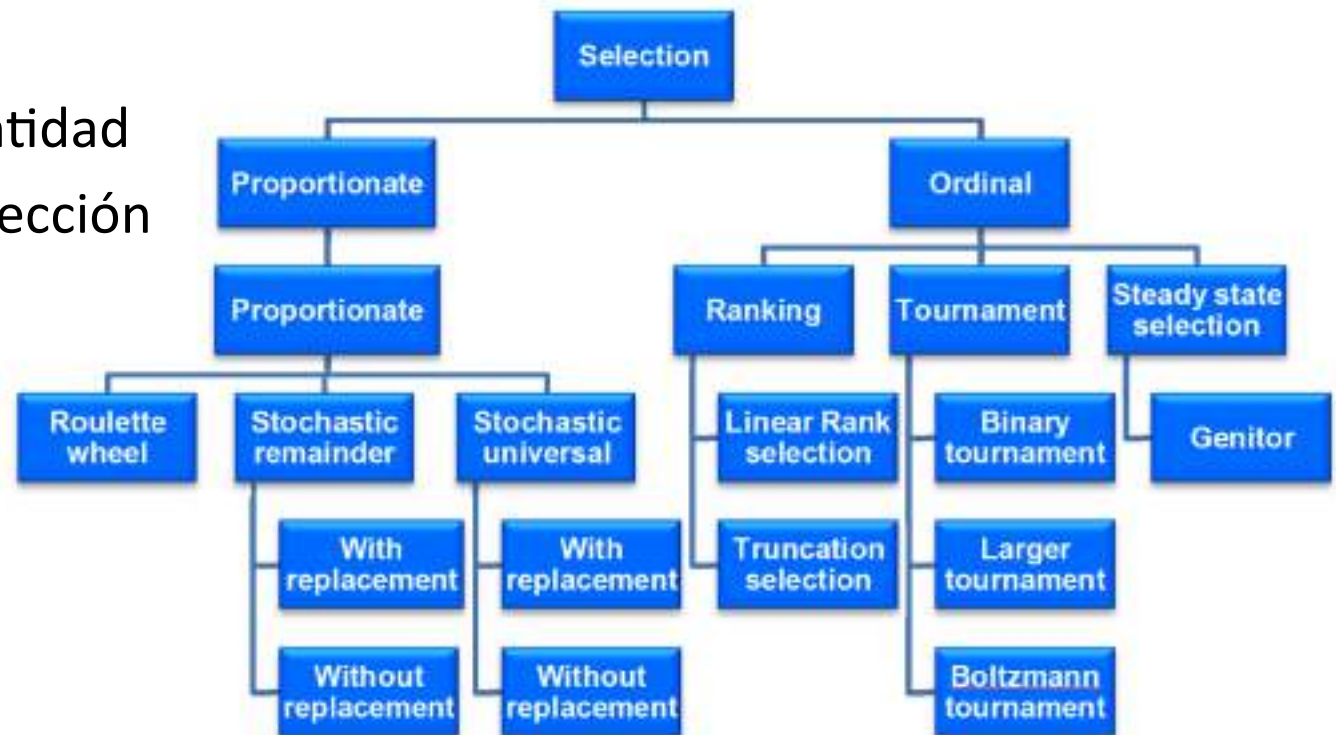 Selection
ntidad
ección
Proportionate
Ordinal
Proportionate
Ranking
Tournament
Steady state
selection
Roulette
wheel
Stochastic
remainder
Stochastic
universal
Linear Rank
selection
Binary
tournament
Genitor
With
replacement
With
replacement
Truncation
selection
Larger
tournament
Without
replacement
Without
replacement
Boltzmann
tournament